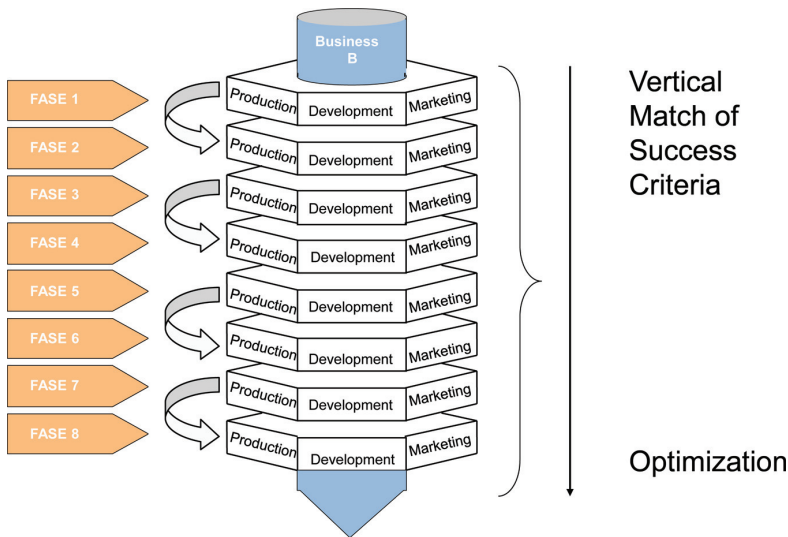 Business
B
FASE 1
Production
Development
Marketing
FASE 2
Production
Development
Marketing
FASE 3
Production
Development
Marketing
FASE 4
Production
Development
Marketing
FASE 5
Production
Development
Marketing
FASE 6
Production
Development
Marketing
FASE 7
Production
Development
Marketing
FASE 8
Production
Development
Marketing
Vertical
Match of
Success
Criteria
Optimization